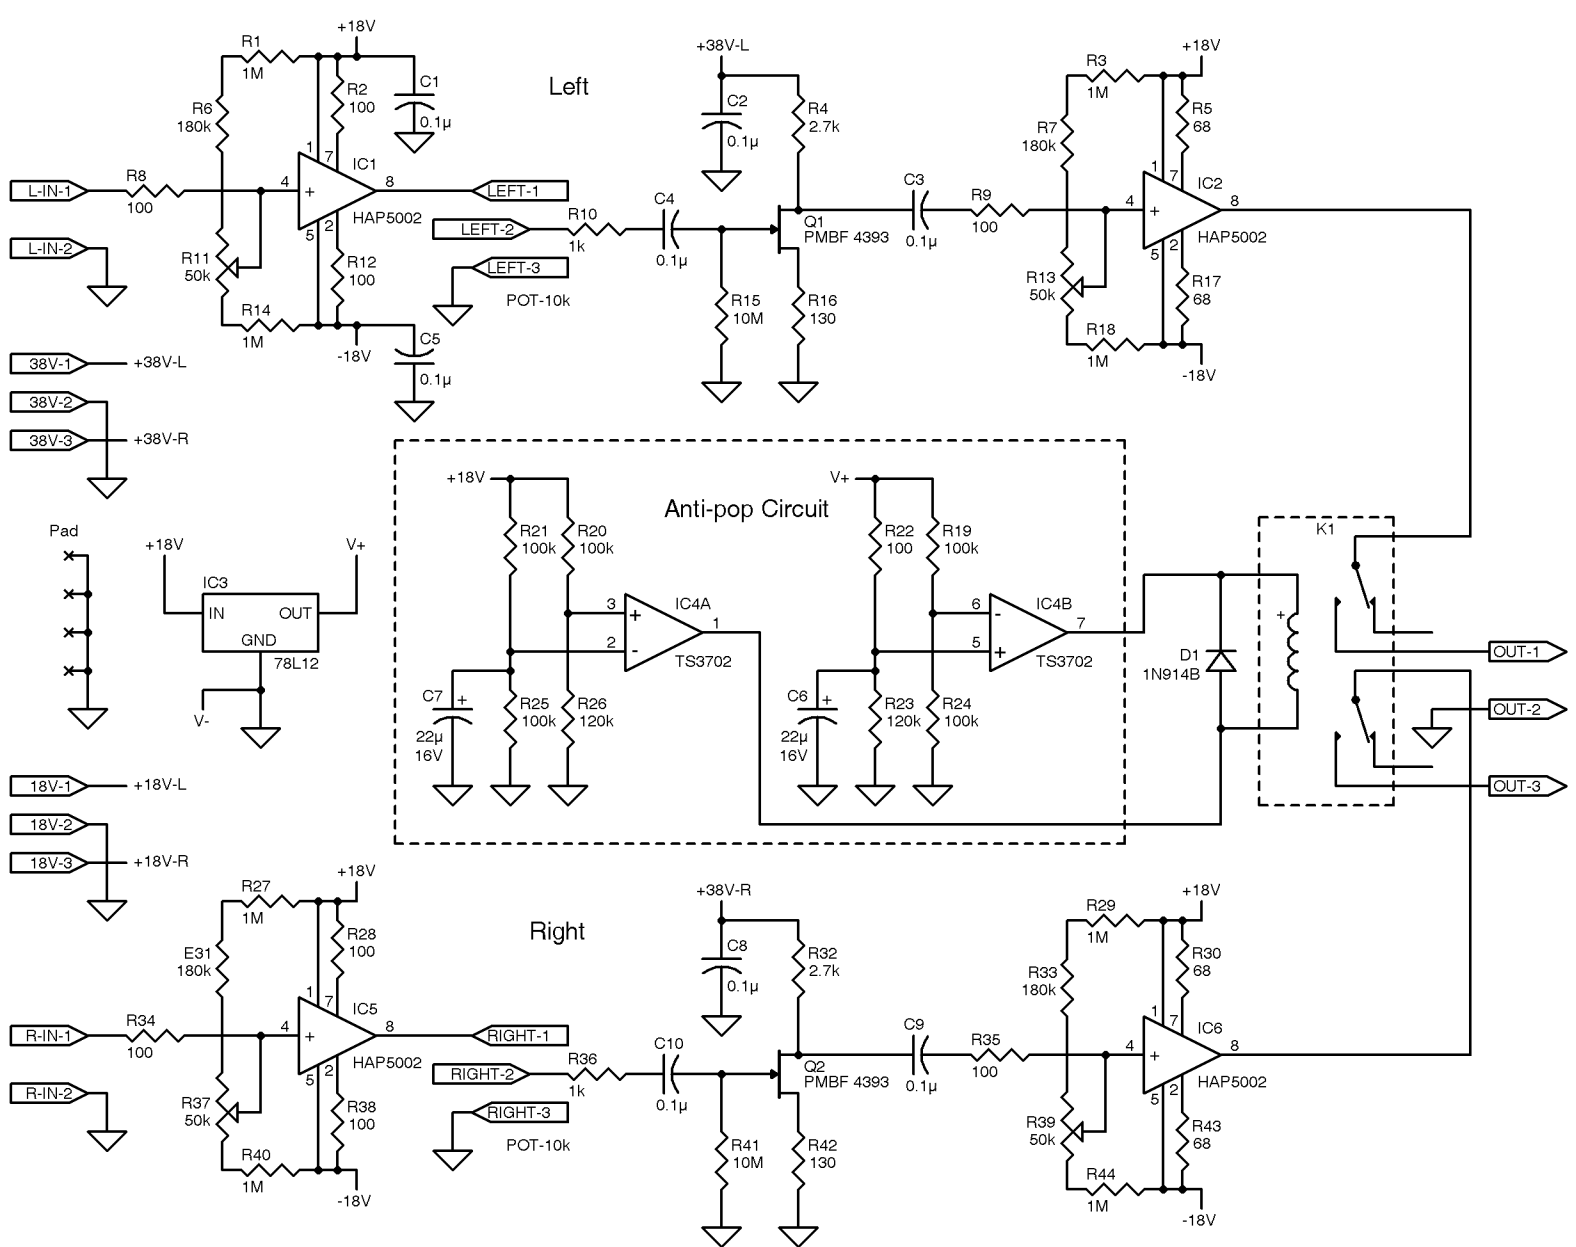 +18V
R1
1M
R6
180k
R2
100
C1
0.1µ
Left
IC1
HAP5002
1
7
4
+
8
5
2
L-IN-1
R8
100
L-IN-2
R11
50k
R12
100
R14
1M
-18V
C5
0.1µ
LEFT-1
LEFT-2
LEFT-3
POT-10k
R10
1k
C4
0.1µ
+38V-L
C2
0.1µ
R4
2.7k
Q1
PMBF 4393
R15
10M
R16
130
C3
0.1µ
R9
100
+18V
R3
1M
R7
180k
R5
68
1
7
IC2
4
+
8
HAP5002
5
2
R13
50k
R17
68
R18
1M
-18V
38V-1
+38V-L
38V-2
38V-3
+38V-R
Pad
+18V
V+
IC3
IN
OUT
GND
78L12
V-
Anti-pop Circuit
+18V
R21
100k
R20
100k
IC4A
3
+
1
2
-
TS3702
C7
+
22µ
16V
R25
100k
R26
120k
V+
R22
100
R19
100k
IC4B
6
-
7
5
+
TS3702
C6
+
22µ
16V
R23
120k
R24
100k
D1
1N914B
K1
+
OUT-1
OUT-2
OUT-3
18V-1
+18V-L
18V-2
18V-3
+18V-R
+18V
R27
1M
E31
180k
R28
100
Right
1
7
IC5
4
+
8
HAP5002
5
2
R-IN-1
R34
100
R-IN-2
R37
50k
R38
100
R40
1M
-18V
RIGHT-1
RIGHT-2
RIGHT-3
POT-10k
R36
1k
C10
0.1µ
+38V-R
C8
0.1µ
R32
2.7k
Q2
PMBF 4393
R41
10M
R42
130
C9
0.1µ
R35
100
+18V
R29
1M
R33
180k
R30
68
1
7
IC6
4
+
8
HAP5002
5
2
R39
50k
R43
68
R44
1M
-18V